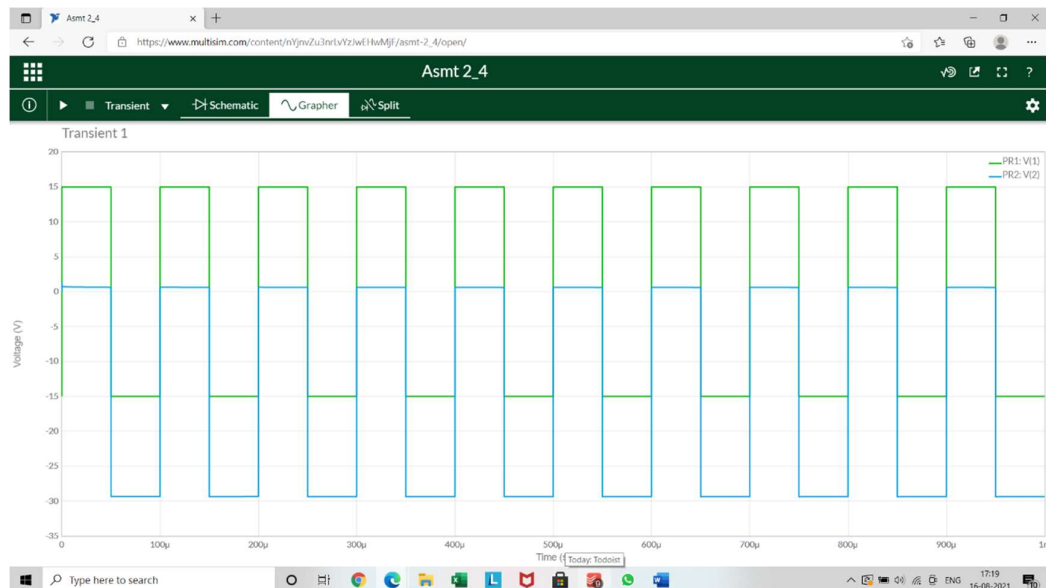 Asmt 2_4
https://www.multisim.com/content/nYjnvZu3nrLvYzJwEHwMjF/asmt-2_4/open/
Asmt 2_4
Transient
Schematic
Grapher
Split
Transient 1
PR1: V(1)
PR2: V(2)
20
15
10
5
0
-5
-10
-15
-20
-25
-30
-35
Voltage (V)
0
100µ
200µ
300µ
400µ
500µ
600µ
700µ
800µ
900µ
Time (
Today: Todoist
Type here to search
ENG
17:19
16-08-2021